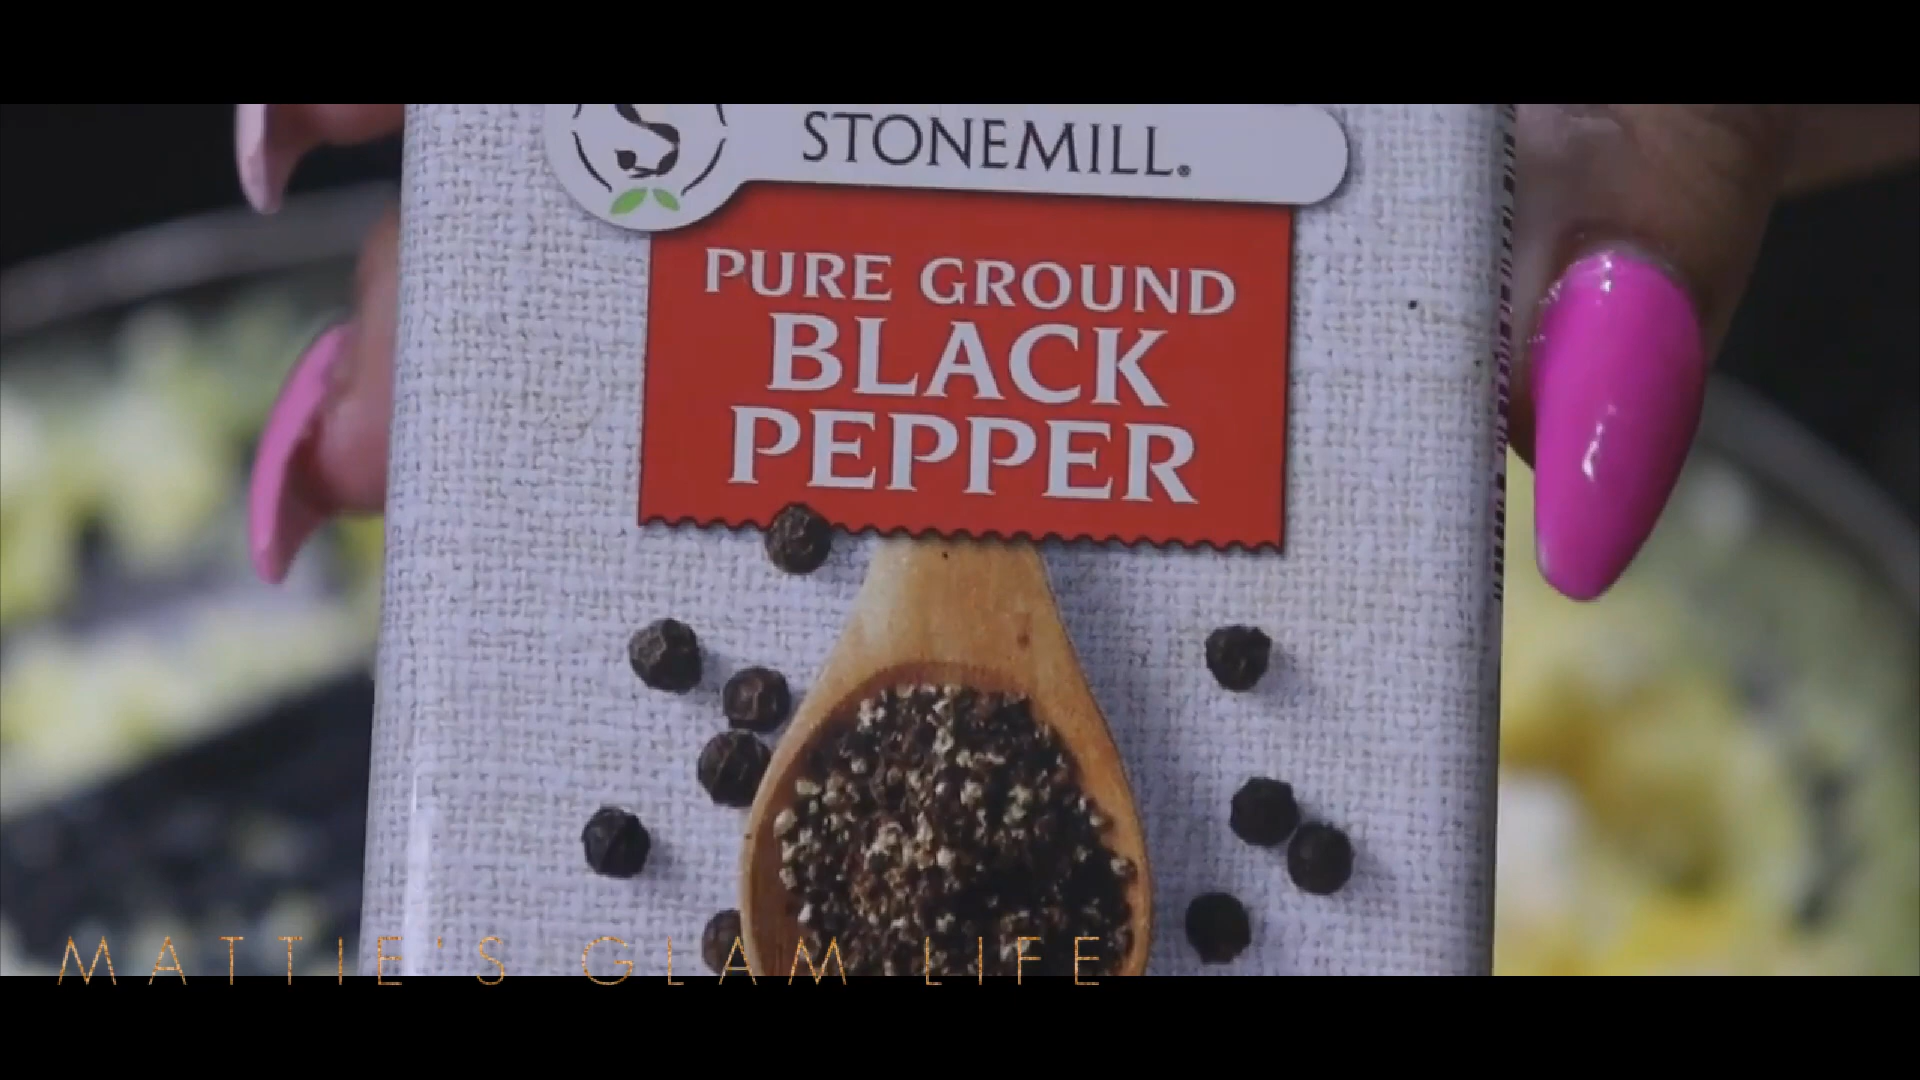 STONEMILL®
PURE GROUND
BLACK
PEPPER
MATTIE'S GLAM LIFE